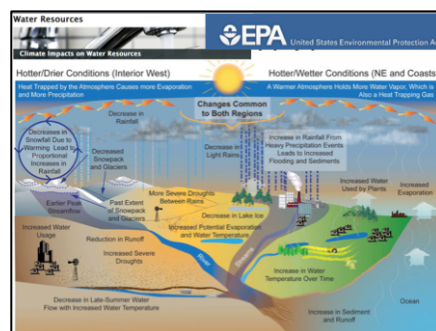 Water Resources
Climate Impacts on Water Resources
EPA
United States Environmental Protection A
Hotter/Drier Conditions (Interior West)
Hotter/Wetter Conditions (NE and Coasts
Heat Trapped by the Atmosphere Causes more Evaporation
and More Precipitation
A Warmer Atmosphere Holds More Water Vapor, Which is
Also a Heat Trapping Gas
Changes Common
to Both Regions
Decrease in
Rainfall
Decreases in
Snowfall Due to
Warming Lead to
Proportional
Increases in
Rainfall
Decreased
Snowpack
and Glaciers
Decrease in
Light Rains
Increase in Rainfall From
Heavy Precipitation Events
Leads to Increased
Flooding and Sediments
Earlier Peak
Streamflow
Past Extent
of Snowpack
and Glaciers
More Severe Droughts
Between Rains
Decrease in Lake Ice
Increased Potential Evaporation
and Water Temperature
Increased Water
Used by Plants
Increased
Evaporation
Increased Water
Usage
Reduction in Runoff
Increased Severe
Droughts
River
Increase in Water
Temperature Over Time
Decrease in Late-Summer Water
Flow with Increased Water Temperature
Increase in Sediment
and Runoff
Ocean